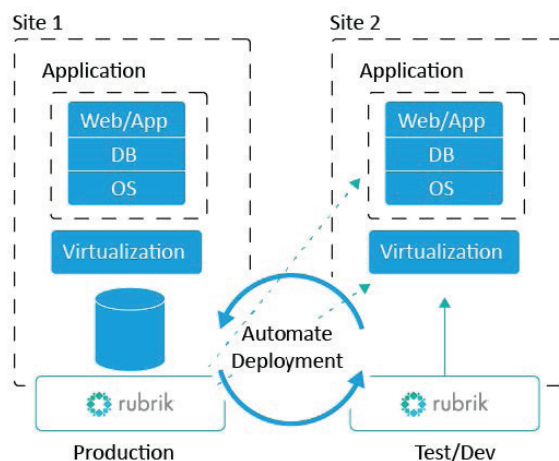 Site 1
Application
Web/App
DB
OS
Virtualization
rubrik
Production
Automate
Deployment
Site 2
Application
Web/App
DB
OS
Virtualization
rubrik
Test/Dev